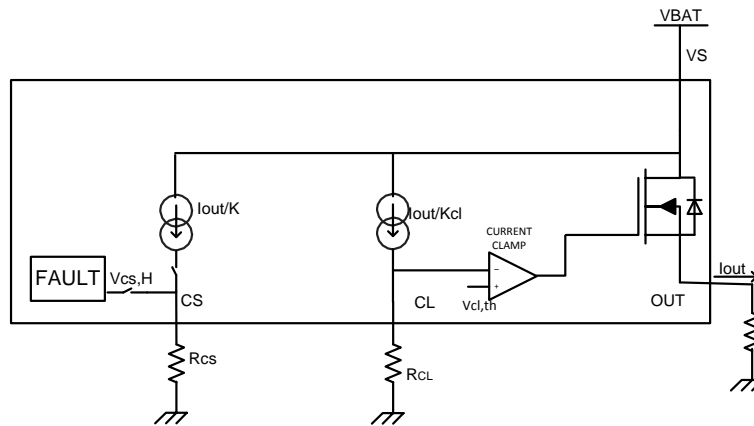 VBAT
VS
Iout/K
Iout/Kcl
CURRENT
CLAMP
FAULT
Vcs,H
−
+
Vcl,th
Iout
CS
CL
OUT
Rcs
RCL